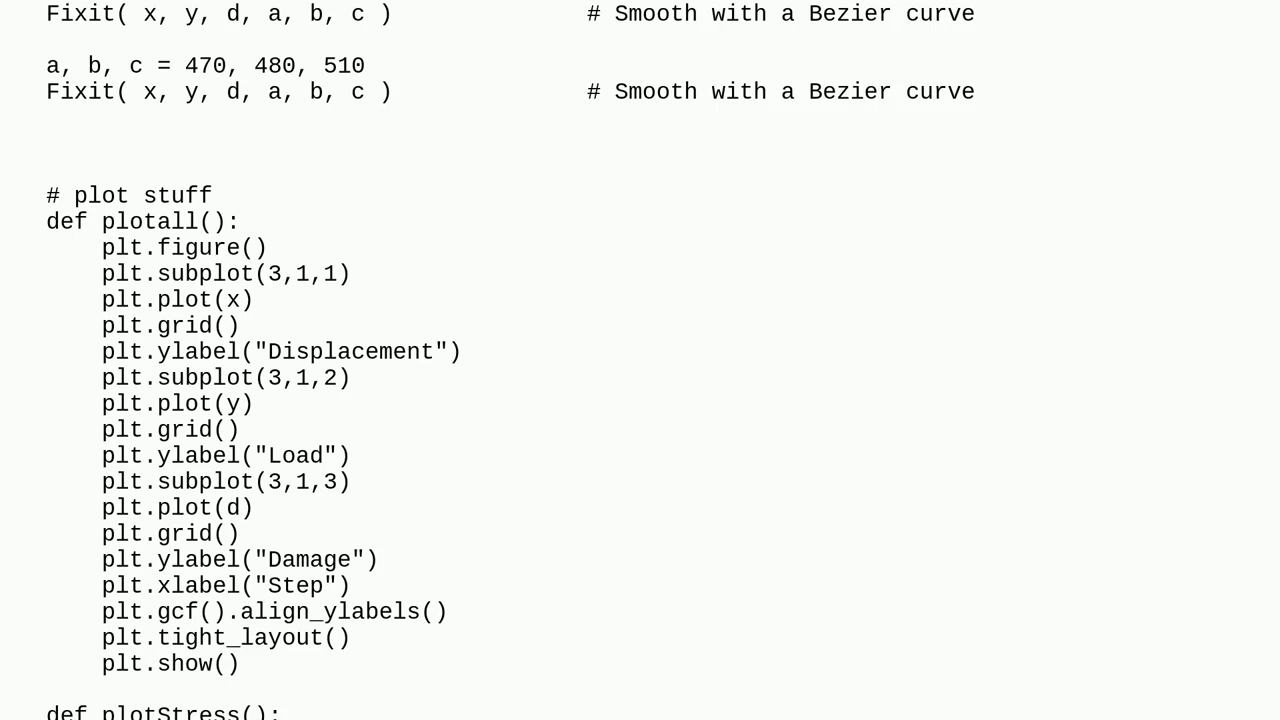 Fixit( x, y, d, a, b, c )              # Smooth with a Bezier curve

a, b, c = 470, 480, 510
Fixit( x, y, d, a, b, c )              # Smooth with a Bezier curve

# plot stuff
def plotall():
    plt.figure()
    plt.subplot(3,1,1)
    plt.plot(x)
    plt.grid()
    plt.ylabel("Displacement")
    plt.subplot(3,1,2)
    plt.plot(y)
    plt.grid()
    plt.ylabel("Load")
    plt.subplot(3,1,3)
    plt.plot(d)
    plt.grid()
    plt.ylabel("Damage")
    plt.xlabel("Step")
    plt.gcf().align_ylabels()
    plt.tight_layout()
    plt.show()

def plotStress():